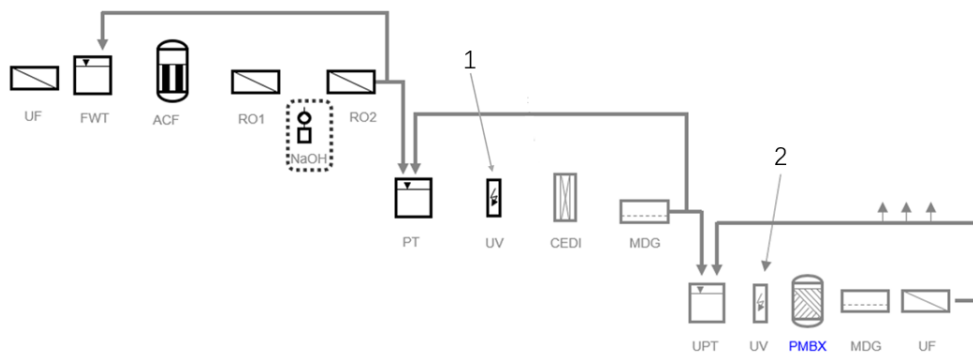 1
UF
FWT
ACF
RO1
RO2
NaOH
2
PT
UV
CEDI
MDG
UPT
UV
PMBX
MDG
UF